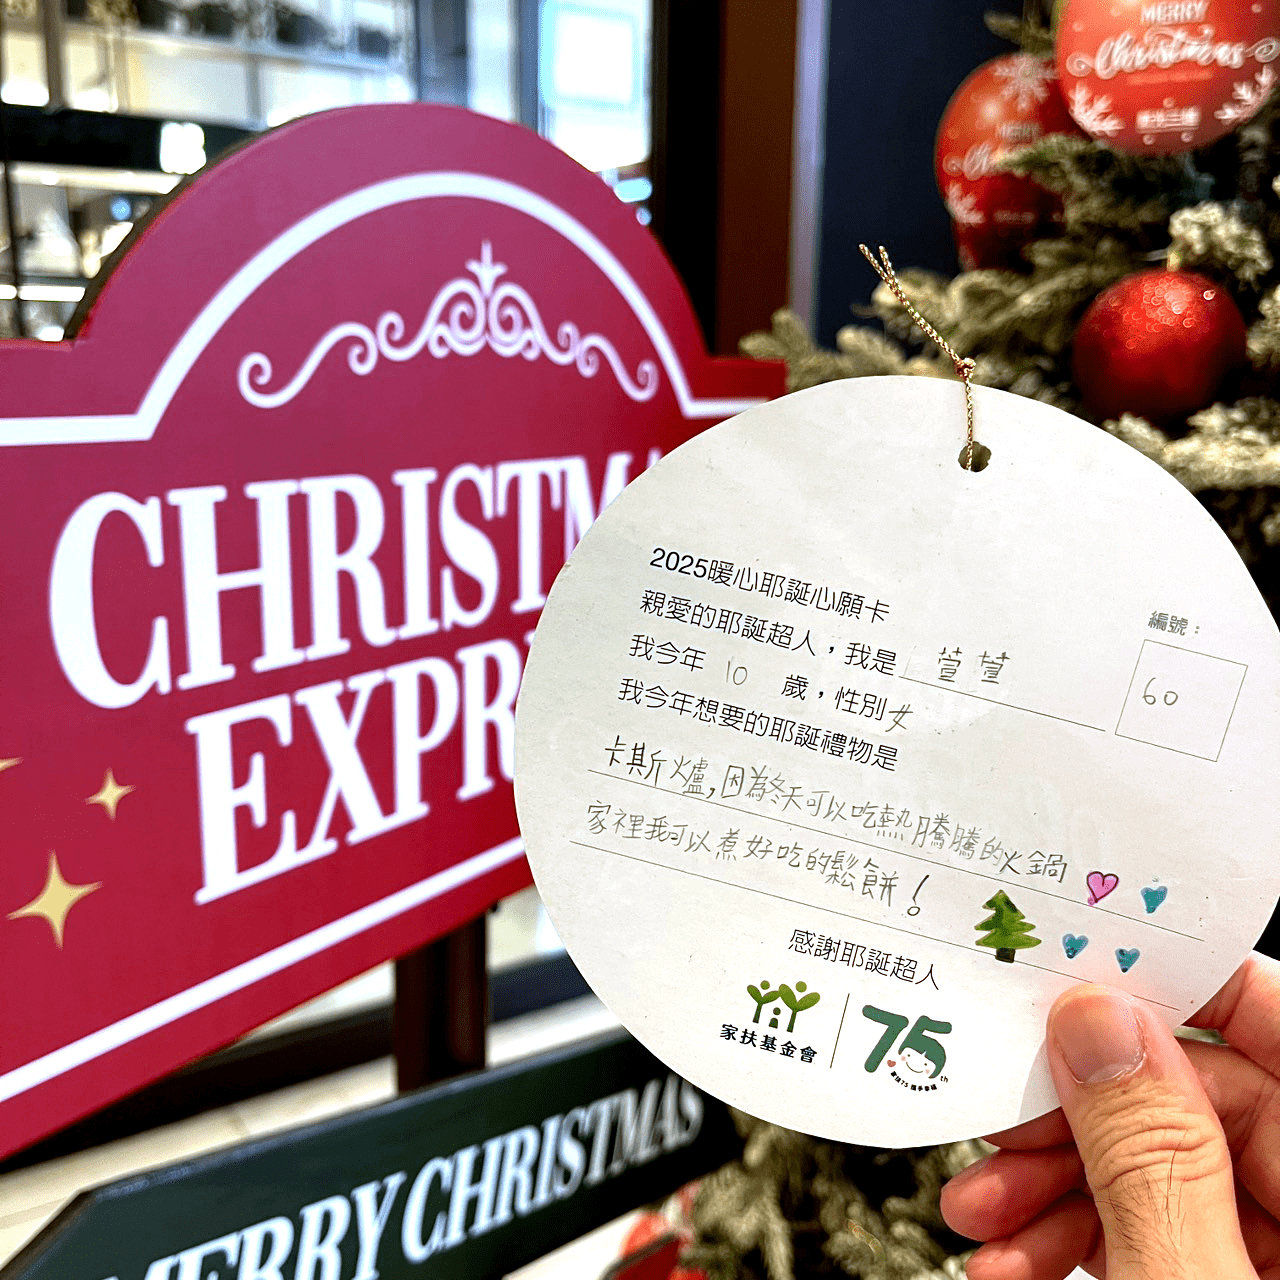 CHRISTMA
EXPR
MERRY CHRISTMAS
MERRY
Christmas
MERRY
2025暖心耶誕心願卡
親愛的耶誕超人，我是 萱萱
編號：
60
我今年 10 歲，性別女
我今年想要的耶誕禮物是
卡斯爐,因為冬天可以吃熱騰騰的火鍋
家裡我可以煮好吃的鬆餅!
感謝耶誕超人
家扶基金會
75th